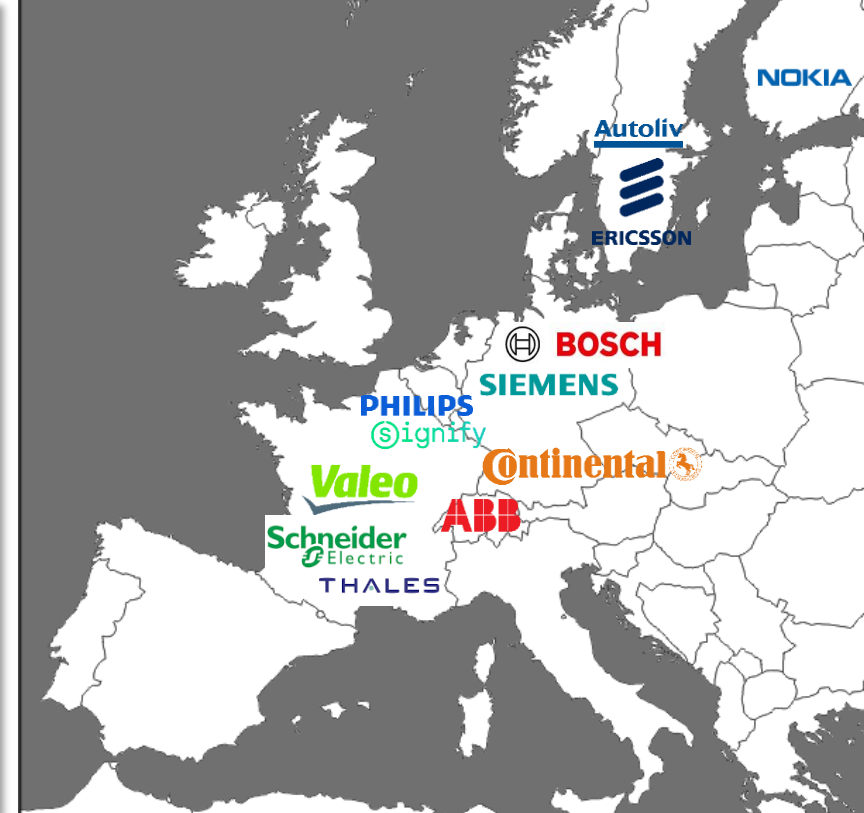 NOKIA
Autoliv
ERICSSON
BOSCH
SIEMENS
PHILIPS
Signify
Continental
Valeo
ABB
Schneider
Electric
THALES